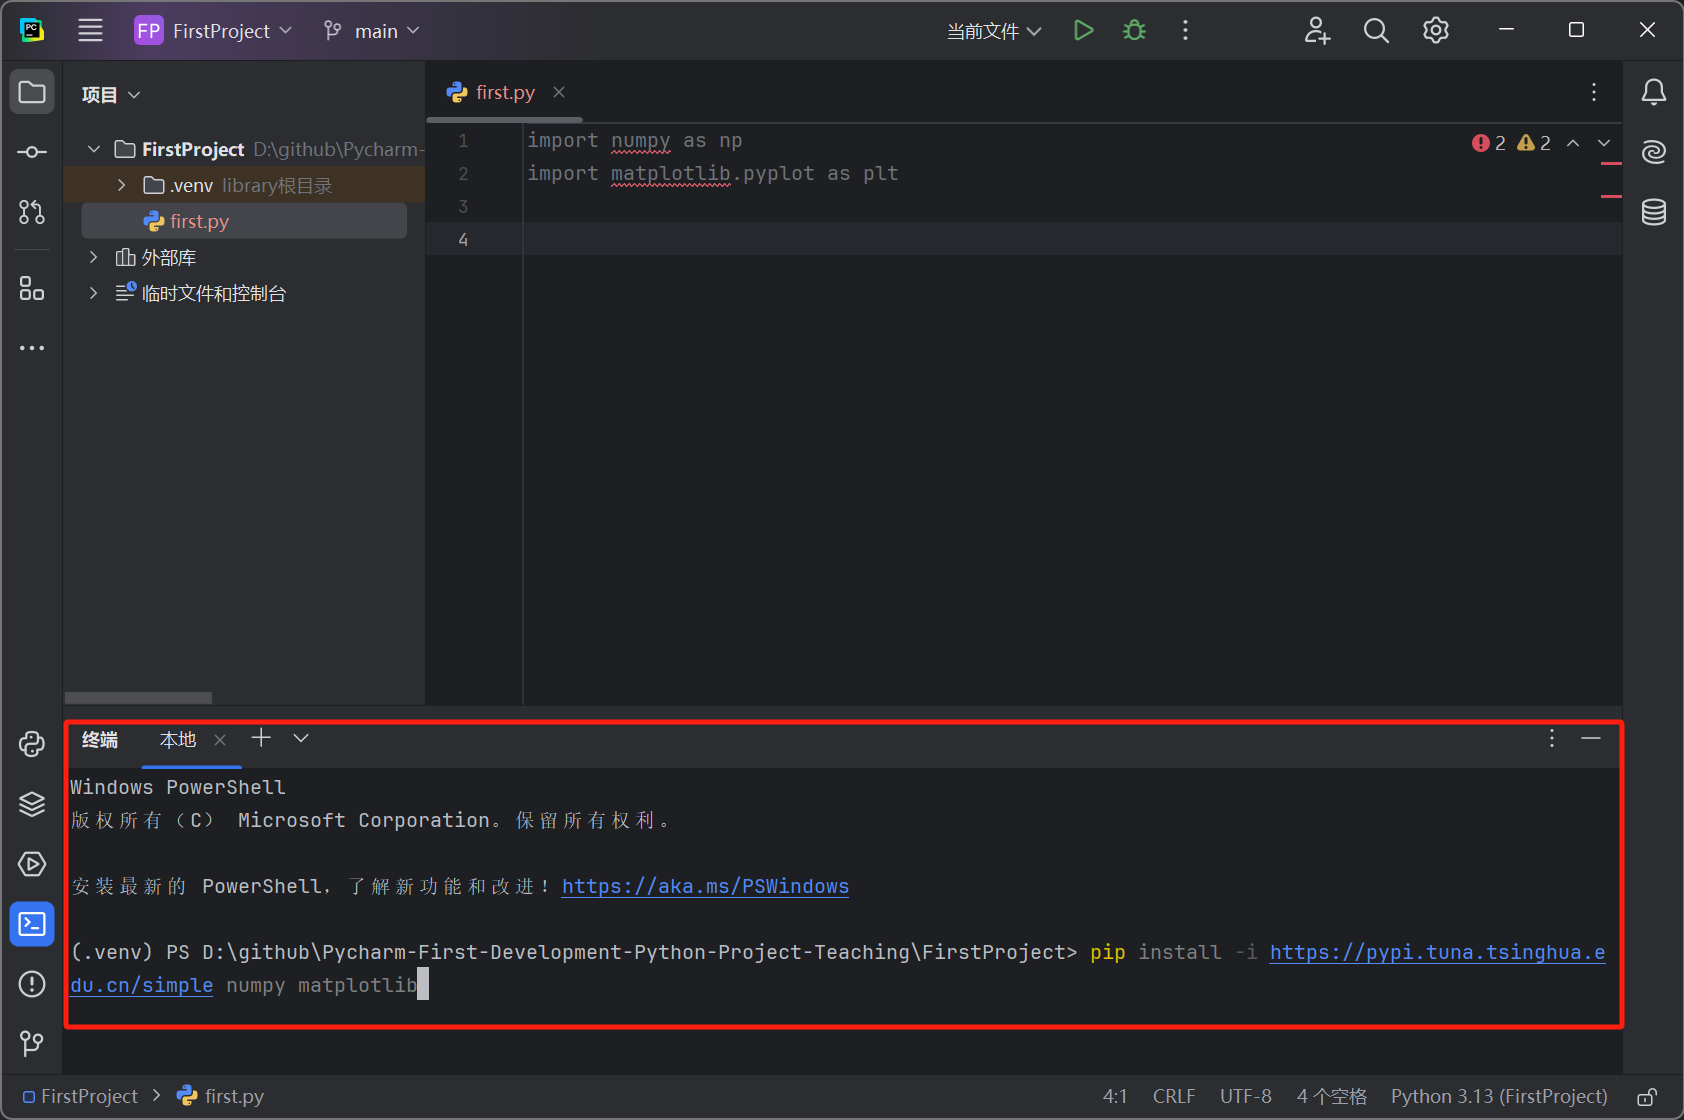 PC
FP FirstProject main 当前文件
项目
first.py
FirstProject D:\github\Pycharm-
.venv library根目录
first.py
外部库
临时文件和控制台
1 import numpy as np
2 import matplotlib.pyplot as plt
3
4
2 2
终端 本地
Windows PowerShell
版权所有（C） Microsoft Corporation。保留所有权利。
安装最新的 PowerShell，了解新功能和改进！https://aka.ms/PSWindows
(.venv) PS D:\github\Pycharm-First-Development-Python-Project-Teaching\FirstProject> pip install -i https://pypi.tuna.tsinghua.e
du.cn/simple numpy matplotlib
FirstProject > first.py 4:1 CRLF UTF-8 4 个空格 Python 3.13 (FirstProject)